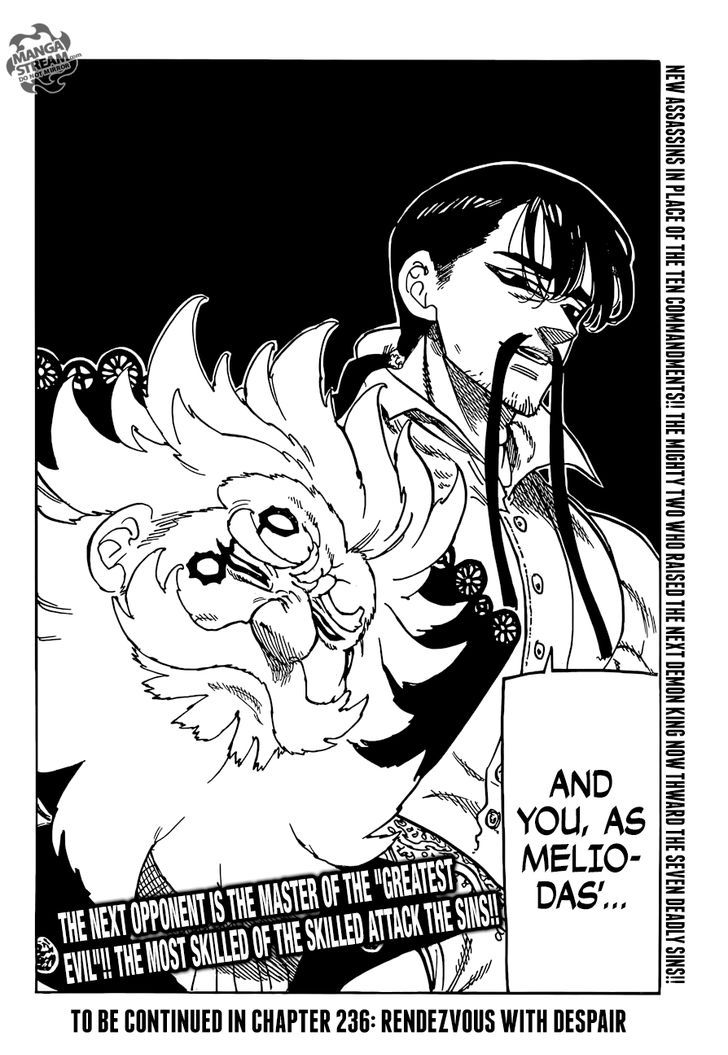 MANGA
STREAM.com
DO NOT MIRROR
NEW ASSASSINS IN PLACE OF THE TEN COMMANDMENTS!! THE MIGHTY TWO WHO RAISED THE NEXT DEMON KING NOW THWARD THE SEVEN DEADLY SINS!!
AND
YOU, AS
MELIO-
DAS'...
THE NEXT OPPONENT IS THE MASTER OF THE "GREATEST
EVIL"!! THE MOST SKILLED OF THE SKILLED ATTACK THE SINS!!
TO BE CONTINUED IN CHAPTER 236: RENDEZVOUS WITH DESPAIR